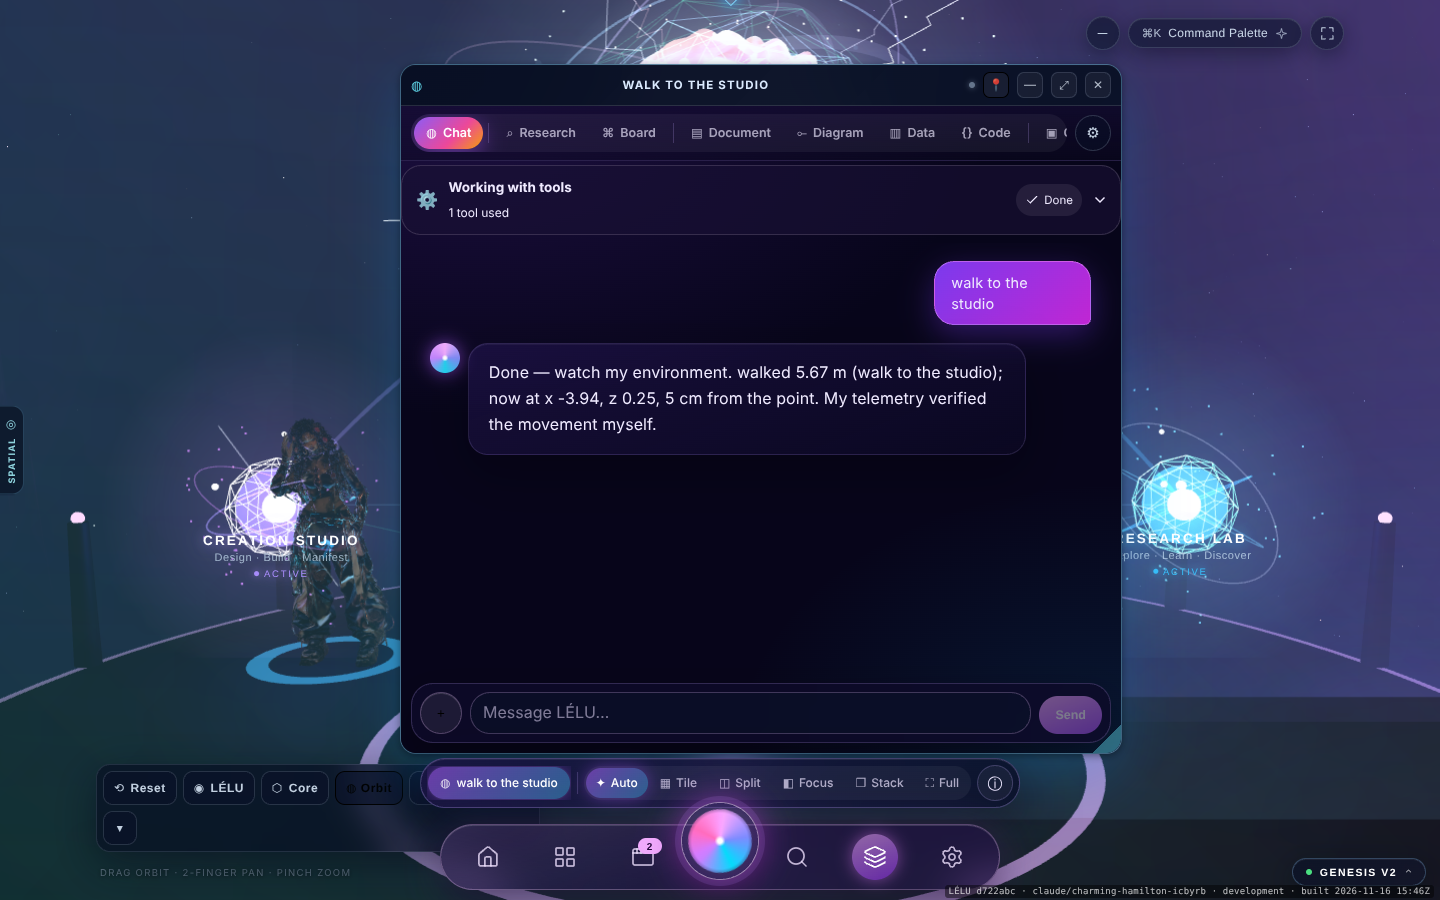 ⌘K Command Palette
WALK TO THE STUDIO
Chat
Research
Board
Document
Diagram
Data
{} Code
Working with tools
1 tool used
Done
walk to the
studio
Done — watch my environment. walked 5.67 m (walk to the studio);
now at x -3.94, z 0.25, 5 cm from the point. My telemetry verified
the movement myself.
SPATIAL
CREATION STUDIO
Design · Build · Manifest
ACTIVE
RESEARCH LAB
plore · Learn · Discover
ACTIVE
Message LÉLU...
Send
Reset
LÉLU
Core
Orbit
walk to the studio
Auto
Tile
Split
Focus
Stack
Full
2
DRAG ORBIT · 2-FINGER PAN · PINCH ZOOM
GENESIS V2
LÉLU d722abc · claude/charming-hamilton-icbyrb · development · built 2026-11-16 15:46Z